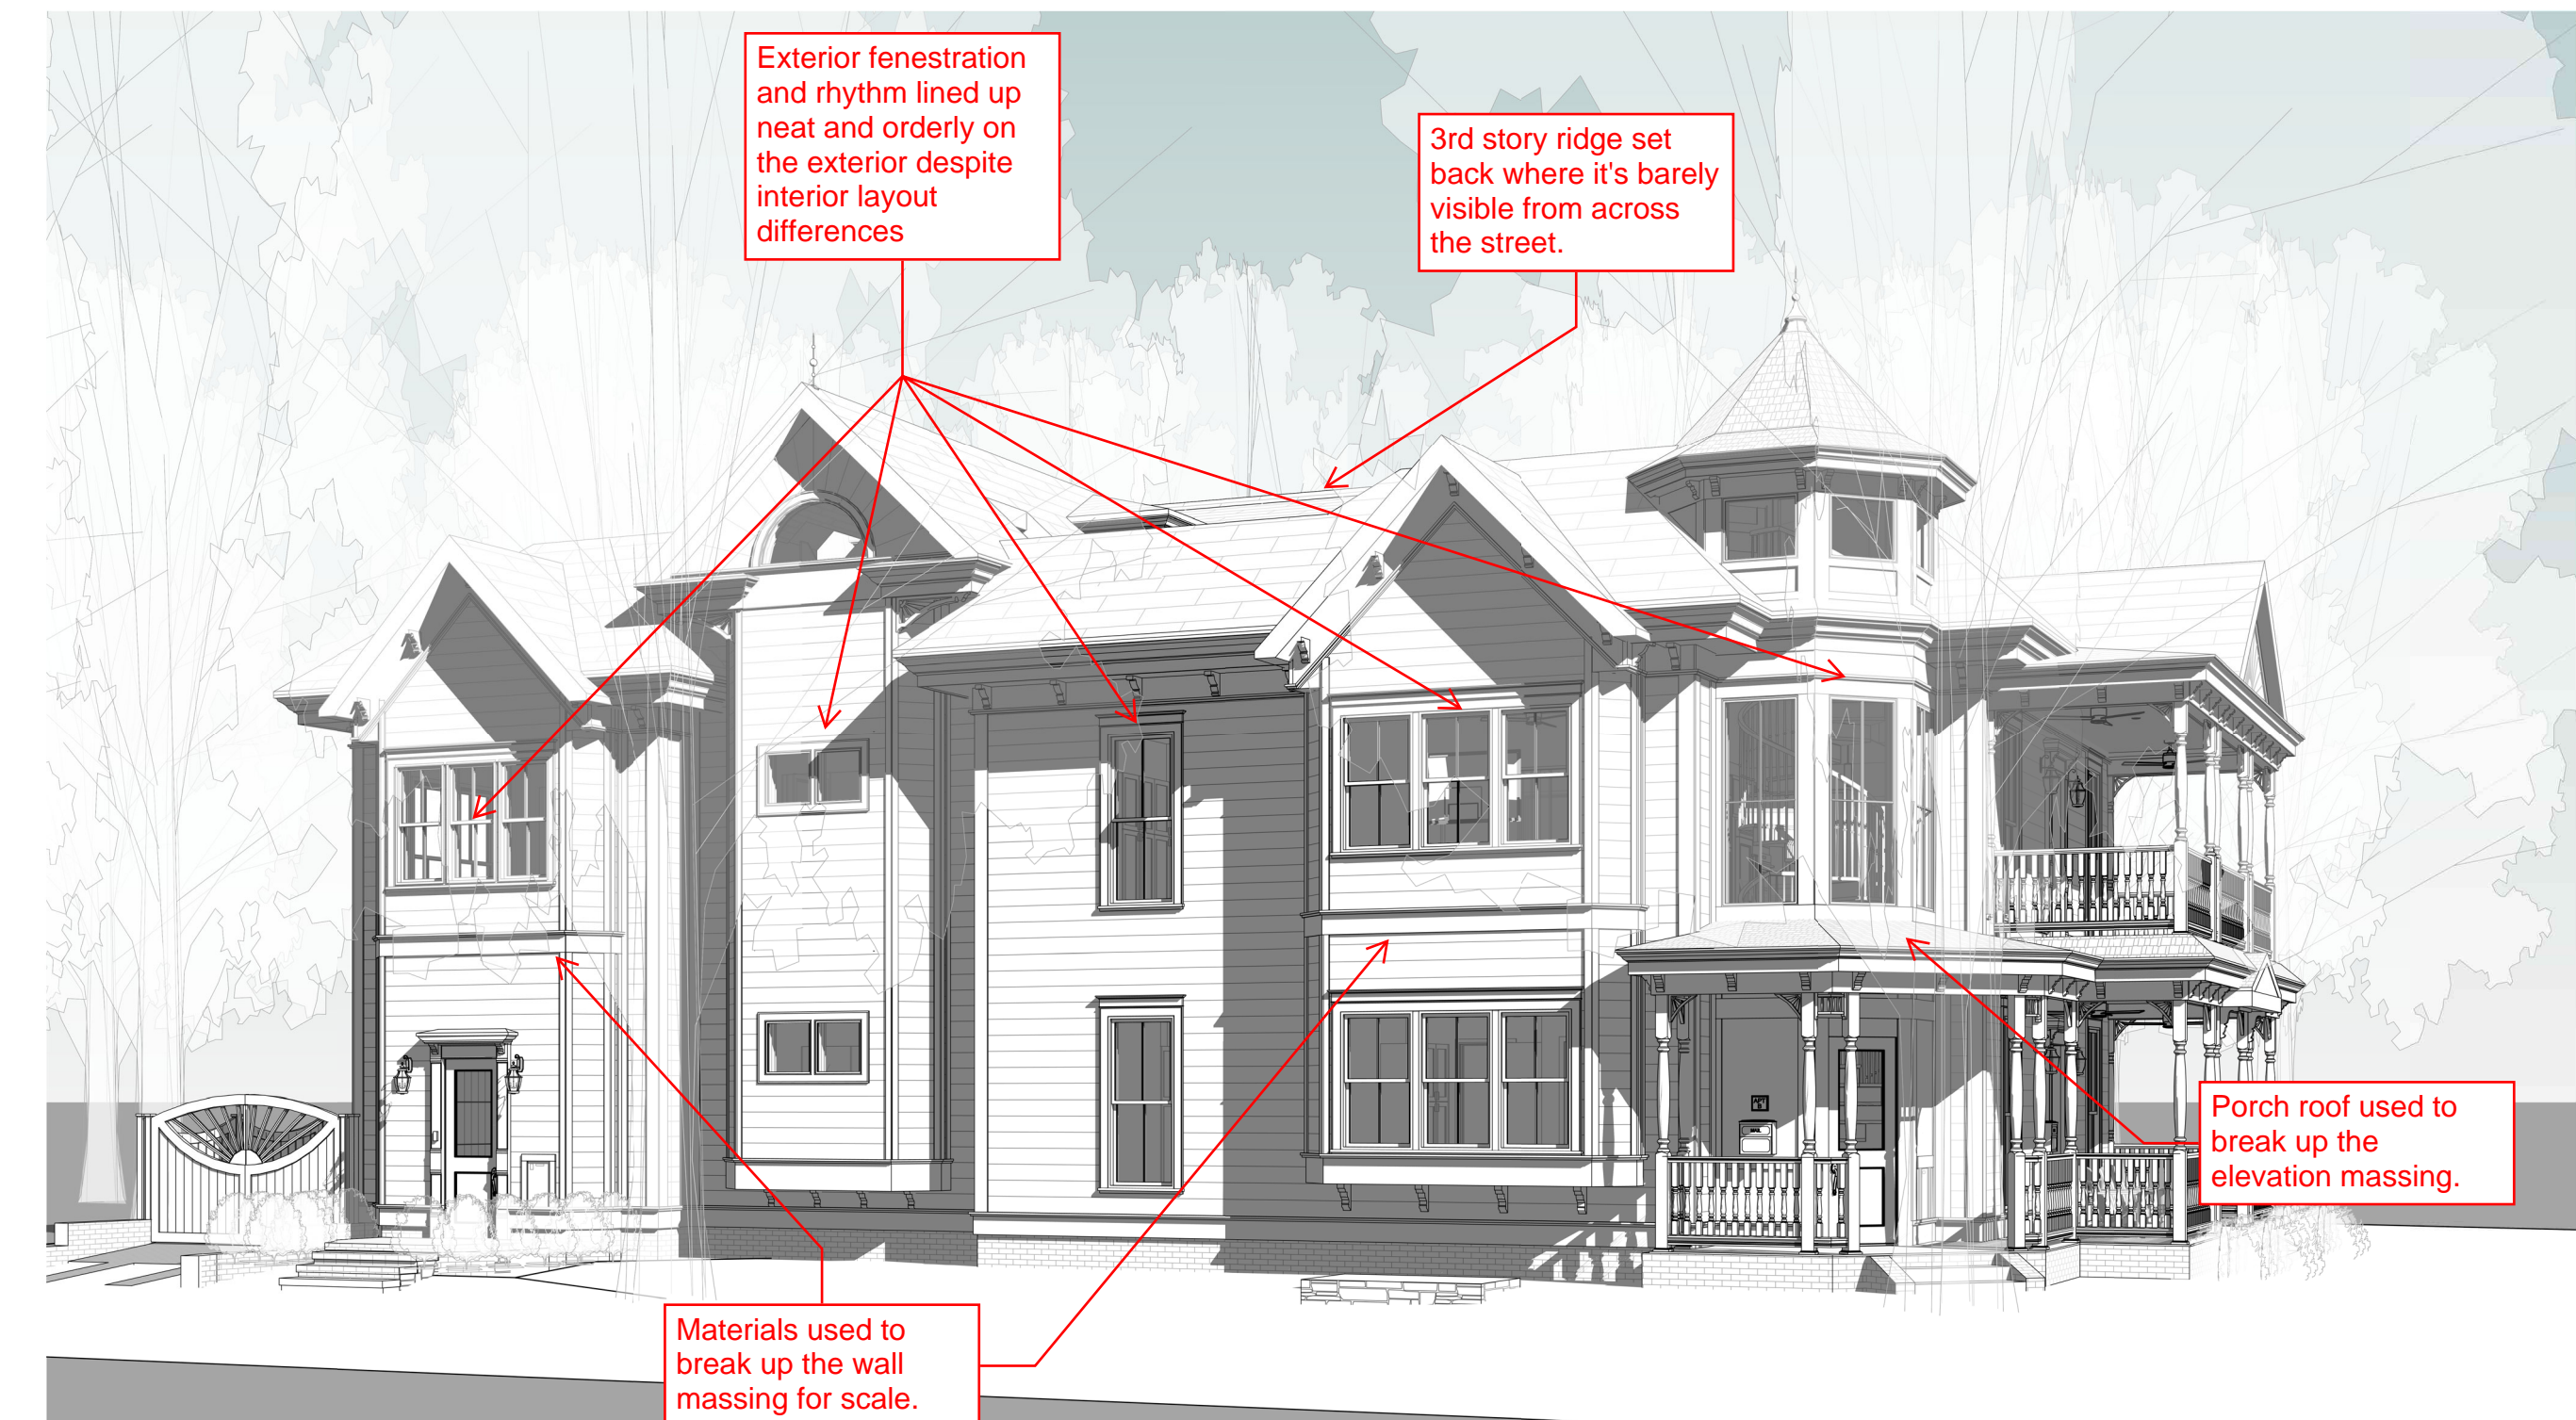 Exterior fenestration
and rhythm lined up
neat and orderly on
the exterior despite
interior layout
differences
3rd story ridge set
back where it's barely
visible from across
the street.
APT
B
MAIL
Porch roof used to
break up the
elevation massing.
Materials used to
break up the wall
massing for scale.